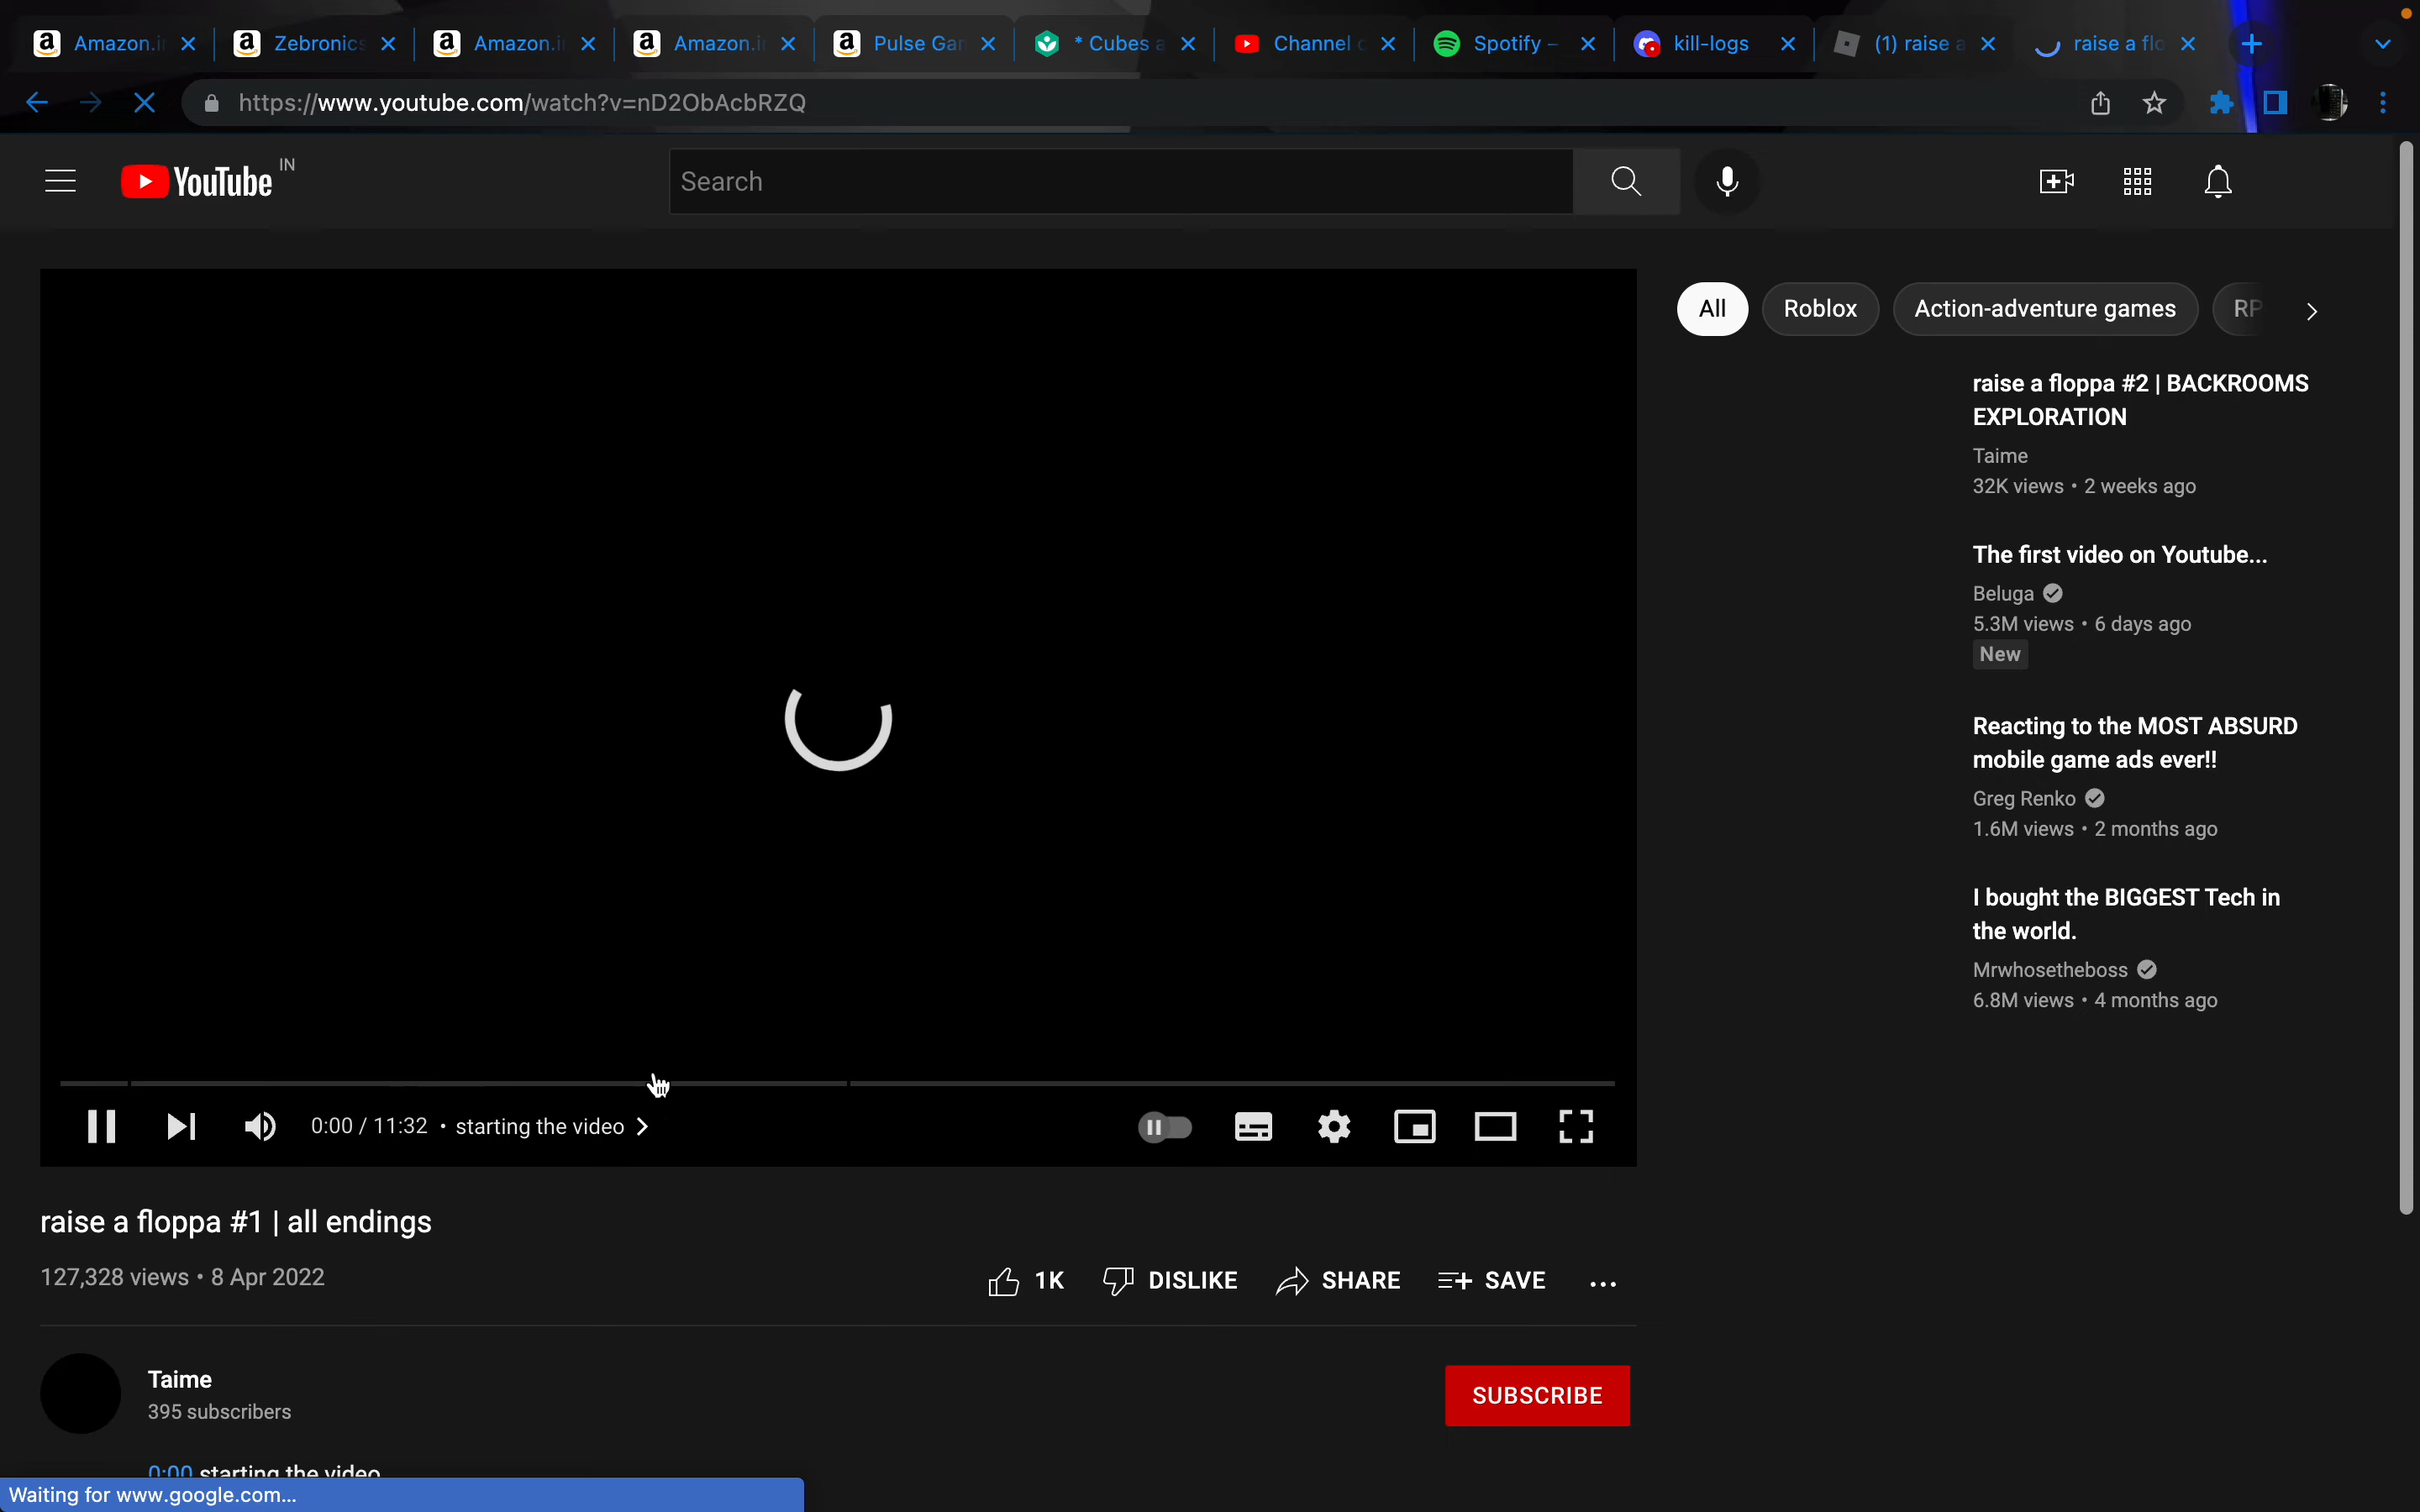 Amazon.i
Zebronics
Amazon.i
Amazon.i
Pulse Gar
* Cubes a
Channel c
Spotify –
kill-logs
(1) raise a
raise a flo
https://www.youtube.com/watch?v=nD2ObAcbRZQ
YouTube IN
Search
All
Roblox
Action-adventure games
RP
raise a floppa #2 | BACKROOMS
EXPLORATION
Taime
32K views • 2 weeks ago
The first video on Youtube...
Beluga
5.3M views • 6 days ago
New
Reacting to the MOST ABSURD
mobile game ads ever!!
Greg Renko
1.6M views • 2 months ago
I bought the BIGGEST Tech in
the world.
Mrwhosetheboss
6.8M views • 4 months ago
0:00 / 11:32 • starting the video
raise a floppa #1 | all endings
127,328 views • 8 Apr 2022
1K
DISLIKE
SHARE
SAVE
Taime
395 subscribers
SUBSCRIBE
0:00 starting the video
Waiting for www.google.com...